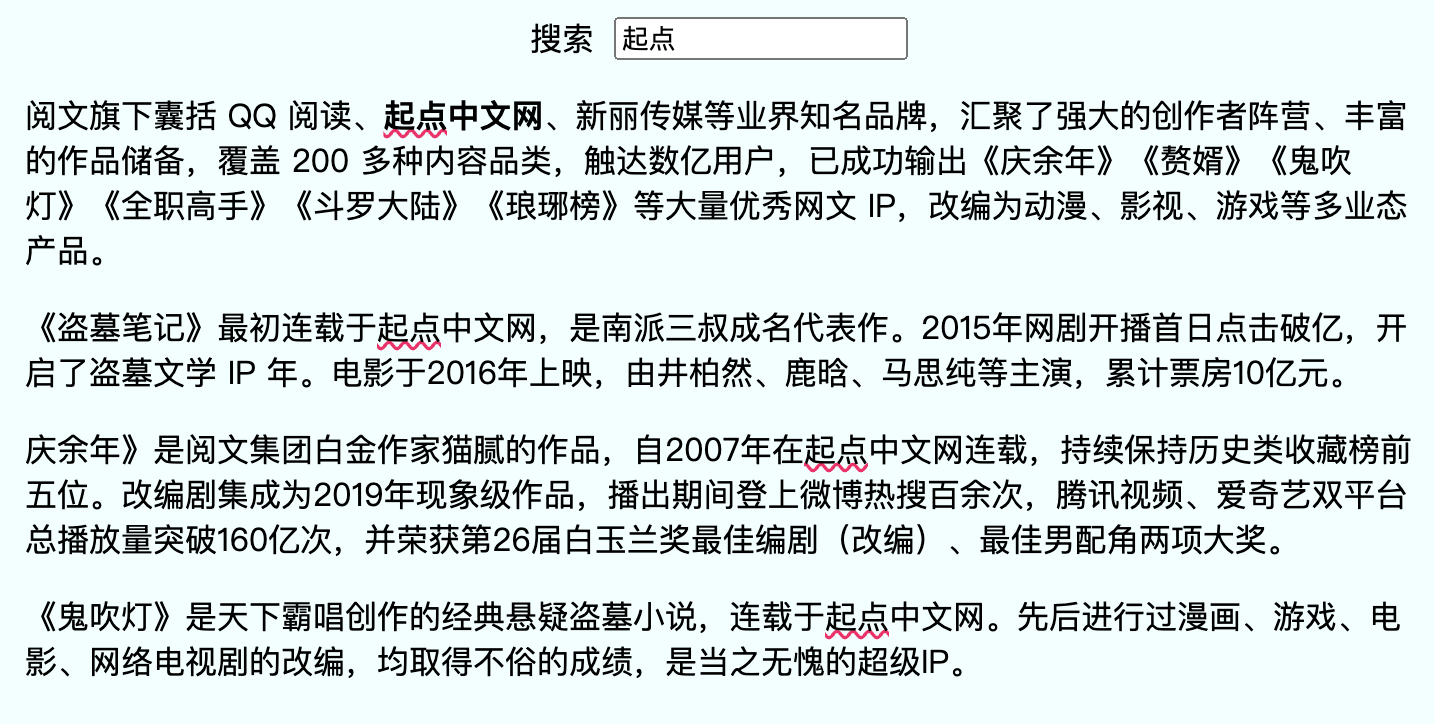 搜索 起点
阅文旗下囊括 QQ 阅读、起点中文网、新丽传媒等业界知名品牌，汇聚了强大的创作者阵营、丰富
的作品储备，覆盖 200 多种内容品类，触达数亿用户，已成功输出《庆余年》《赘婿》《鬼吹
灯》《全职高手》《斗罗大陆》《琅琊榜》等大量优秀网文 IP，改编为动漫、影视、游戏等多业态
产品。
《盗墓笔记》最初连载于起点中文网，是南派三叔成名代表作。2015年网剧开播首日点击破亿，开
启了盗墓文学 IP 年。电影于2016年上映，由井柏然、鹿晗、马思纯等主演，累计票房10亿元。
庆余年》是阅文集团白金作家猫腻的作品，自2007年在起点中文网连载，持续保持历史类收藏榜前
五位。改编剧集成为2019年现象级作品，播出期间登上微博热搜百余次，腾讯视频、爱奇艺双平台
总播放量突破160亿次，并荣获第26届白玉兰奖最佳编剧（改编）、最佳男配角两项大奖。
《鬼吹灯》是天下霸唱创作的经典悬疑盗墓小说，连载于起点中文网。先后进行过漫画、游戏、电
影、网络电视剧的改编，均取得不俗的成绩，是当之无愧的超级IP。